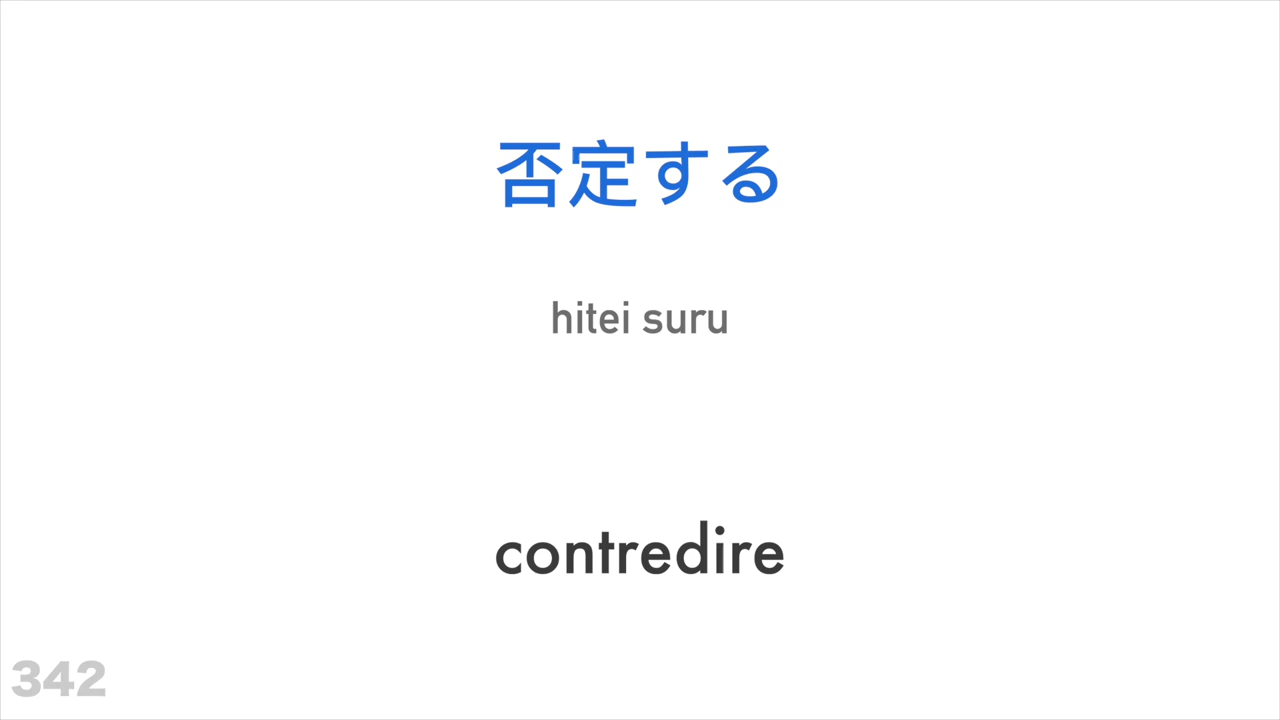 否定する
hitei suru
contredire
342